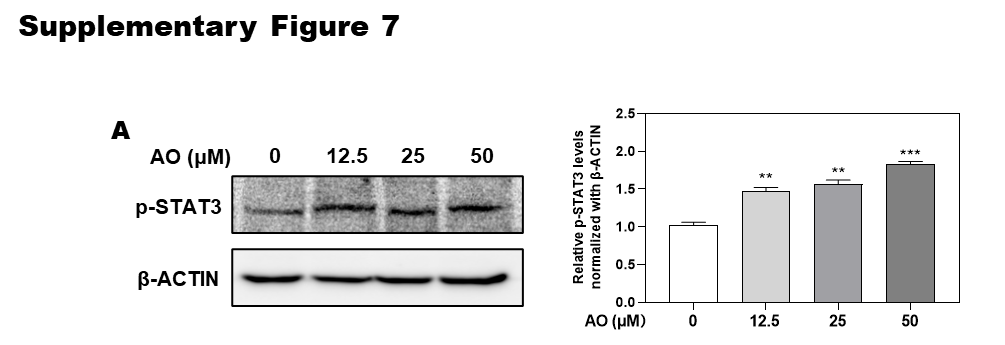 Supplementary Figure 7
A
AO (μM) 0 12.5 25 50
p-STAT3
β-ACTIN
Relative p-STAT3 levels
normalized with β-ACTIN
2.5
2.0
1.5
1.0
0.5
0.0
** ** ***
AO (μM) 0 12.5 25 50